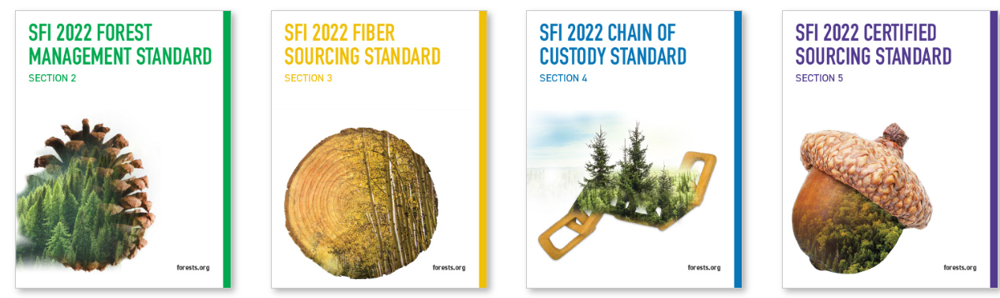 SFI 2022 FOREST
MANAGEMENT STANDARD
SECTION 2
forests.org
SFI 2022 FIBER
SOURCING STANDARD
SECTION 3
forests.org
SFI 2022 CHAIN OF
CUSTODY STANDARD
SECTION 4
forests.org
SFI 2022 CERTIFIED
SOURCING STANDARD
SECTION 5
forests.org